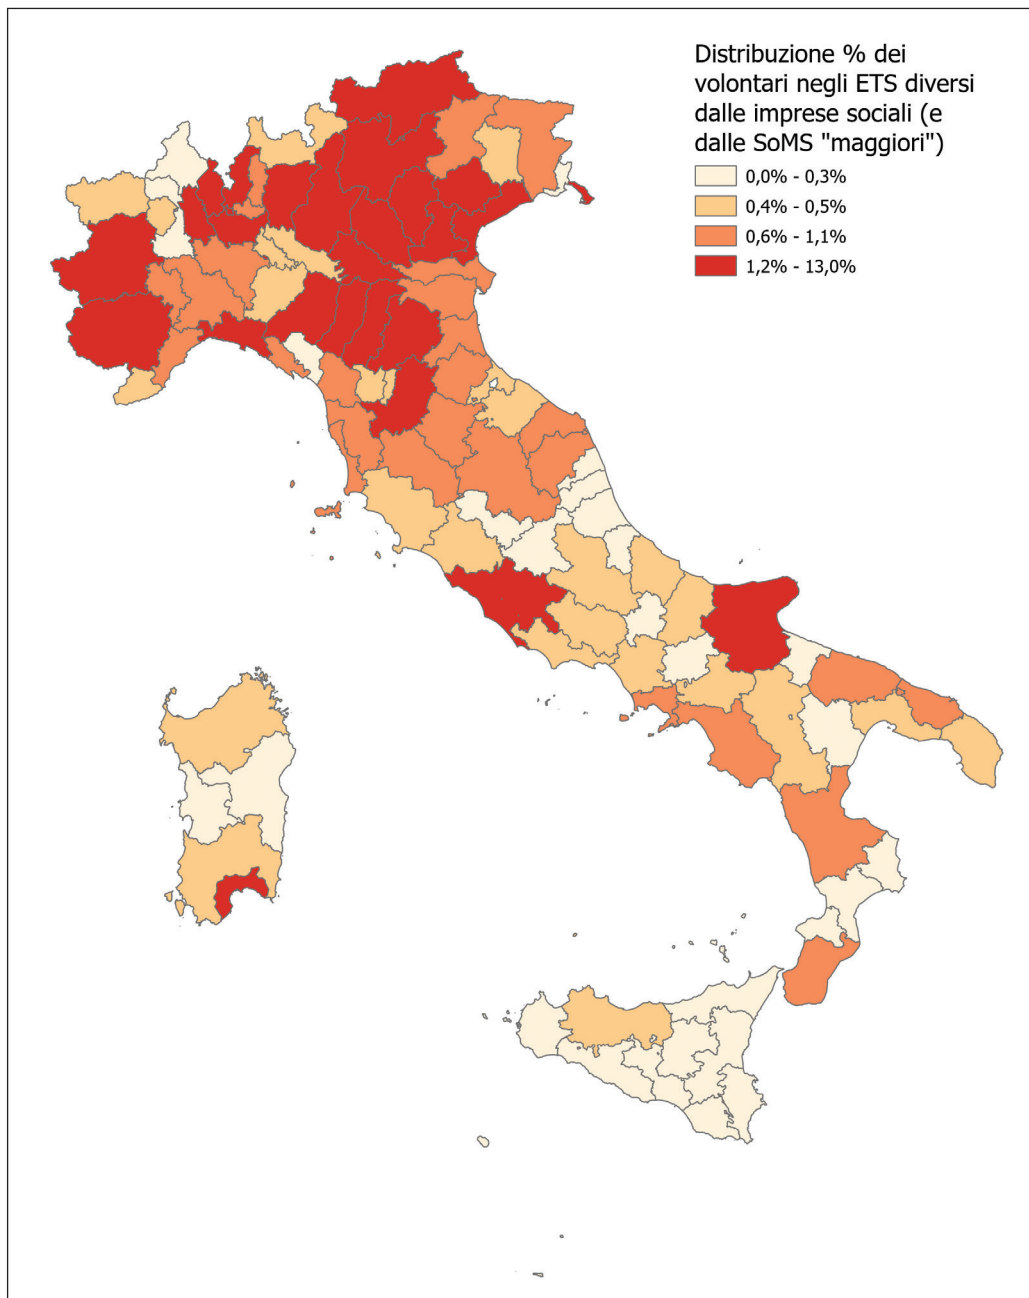 Distribuzione % dei
volontari negli ETS diversi
dalle imprese sociali (e
dalle SoMS "maggiori")
0,0% - 0,3%
0,4% - 0,5%
0,6% - 1,1%
1,2% - 13,0%